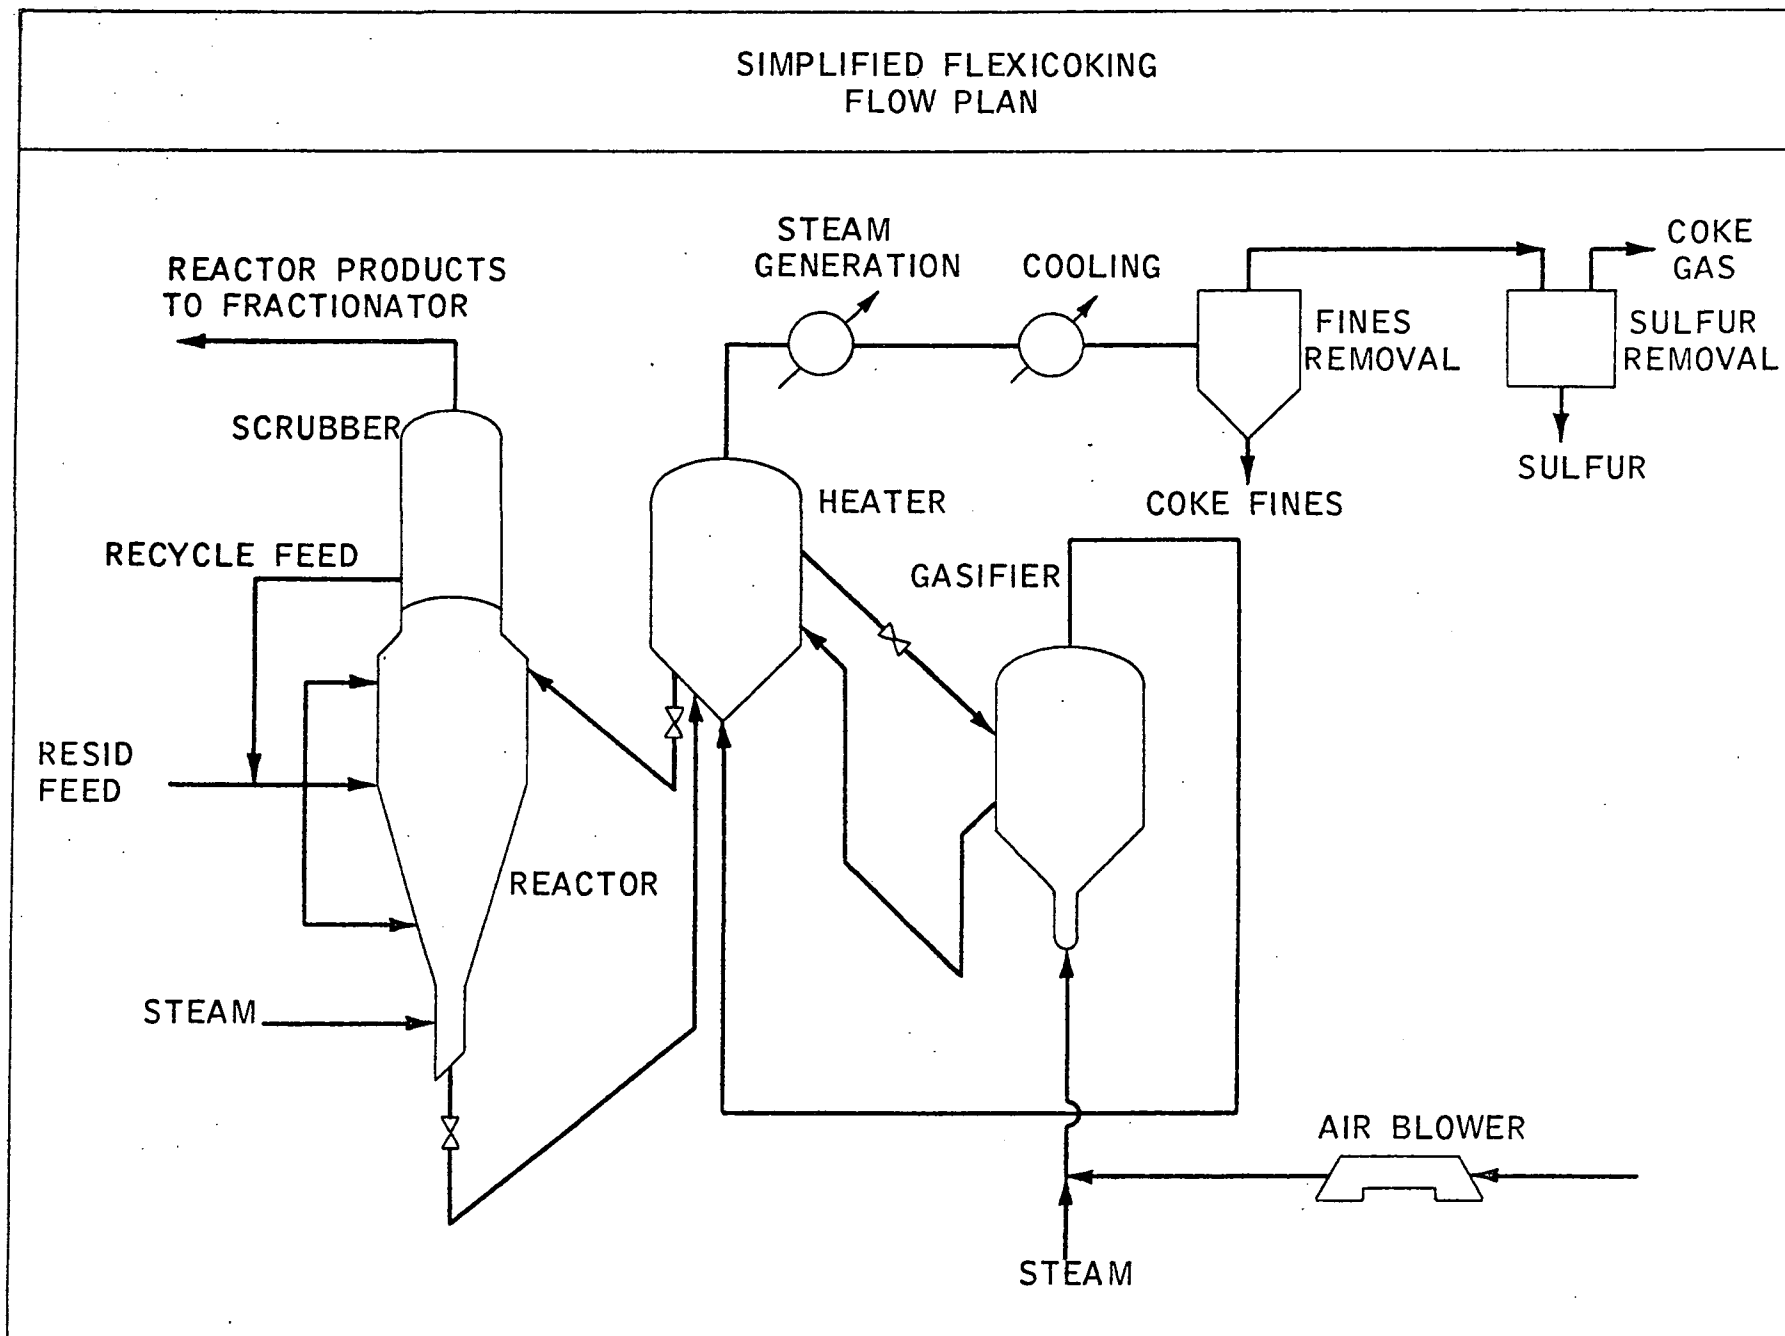 SIMPLIFIED FLEXICOKING
FLOW PLAN
STEAM
GENERATION
COOLING
COKE
GAS
REACTOR PRODUCTS
TO FRACTIONATOR
FINES
REMOVAL
SULFUR
REMOVAL
SCRUBBER
SULFUR
HEATER
COKE FINES
RECYCLE FEED
GASIFIER
RESID
FEED
REACTOR
STEAM
AIR BLOWER
STEAM